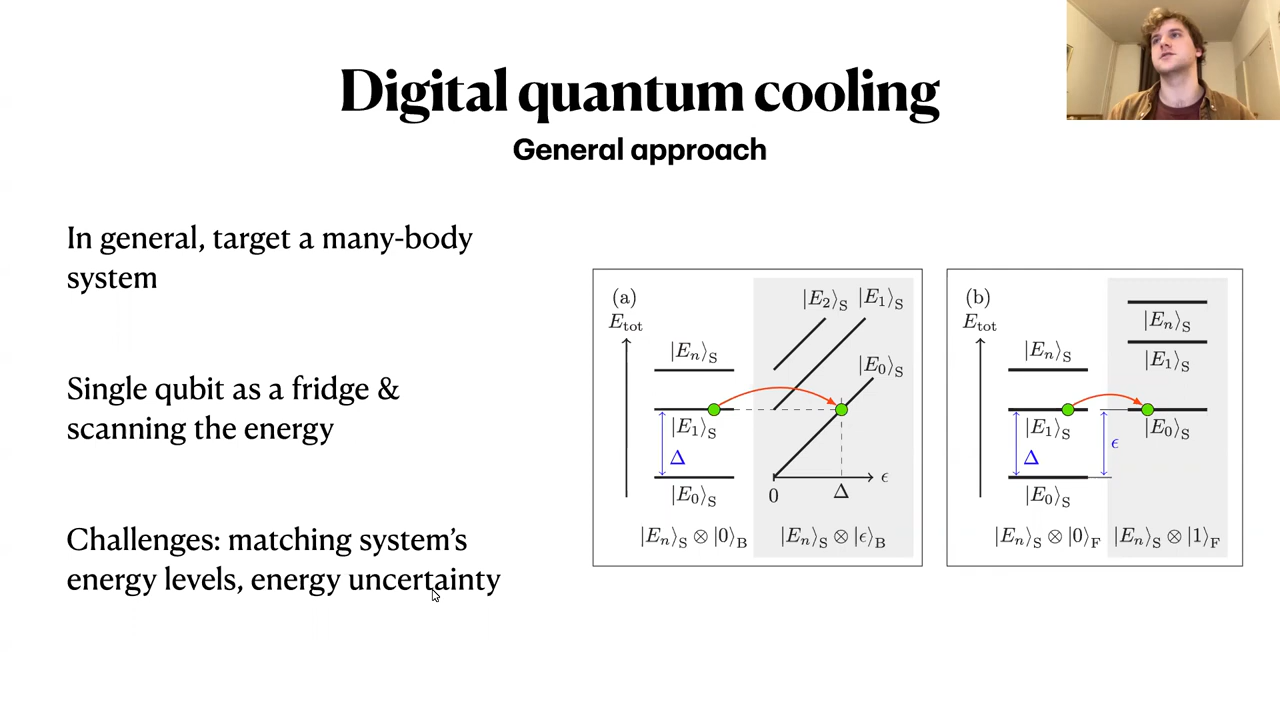 Digital quantum cooling
General approach
In general, target a many-body
system
Single qubit as a fridge &
scanning the energy
Challenges: matching system's
energy levels, energy uncertainty
(a)
E_tot
|E_n⟩_S
|E_1⟩_S
Δ
|E_0⟩_S
|E_2⟩_S |E_1⟩_S
|E_0⟩_S
0 Δ ϵ
|E_n⟩_S ⊗ |0⟩_B
|E_n⟩_S ⊗ |ϵ⟩_B
(b)
E_tot
|E_n⟩_S
|E_1⟩_S
Δ
|E_0⟩_S
ϵ
|E_n⟩_S
|E_1⟩_S
|E_0⟩_S
|E_n⟩_S ⊗ |0⟩_F
|E_n⟩_S ⊗ |1⟩_F